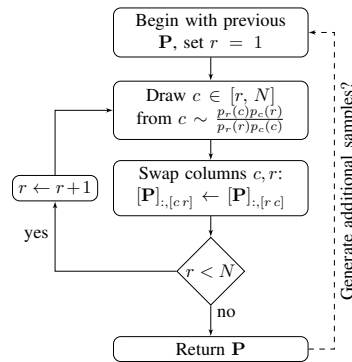 Begin with previous
P, set r = 1
Draw c ∈ [r, N]
from c ∼ p_r(c)p_c(r) / p_r(r)p_c(c)
Swap columns c, r:
[P]_{:,[c r]} ← [P]_{:,[r c]}
r ← r+1
yes
r < N
no
Return P
Generate additional samples?